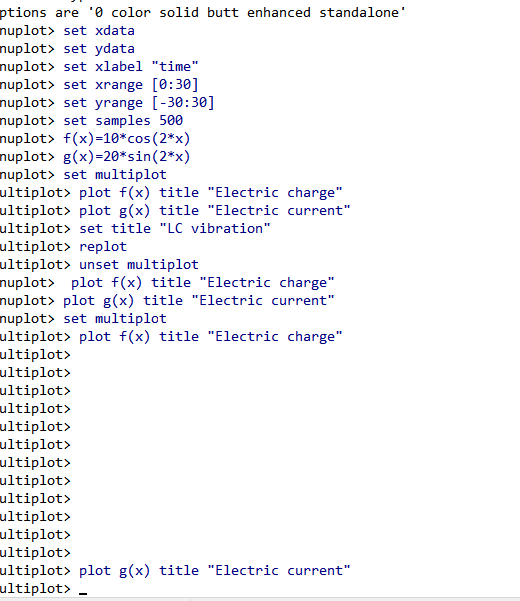 ptions are '0 color solid butt enhanced standalone'
nuplot> set xdata
nuplot> set ydata
nuplot> set xlabel "time"
nuplot> set xrange [0:30]
nuplot> set yrange [-30:30]
nuplot> set samples 500
nuplot> f(x)=10*cos(2*x)
nuplot> g(x)=20*sin(2*x)
nuplot> set multiplot
ultiplot> plot f(x) title "Electric charge"
ultiplot> plot g(x) title "Electric current"
ultiplot> set title "LC vibration"
ultiplot> replot
ultiplot> unset multiplot
nuplot>  plot f(x) title "Electric charge"
nuplot> plot g(x) title "Electric current"
nuplot> set multiplot
ultiplot> plot f(x) title "Electric charge"
ultiplot>
ultiplot>
ultiplot>
ultiplot>
ultiplot>
ultiplot>
ultiplot>
ultiplot>
ultiplot>
ultiplot>
ultiplot>
ultiplot>
ultiplot> plot g(x) title "Electric current"
ultiplot> _